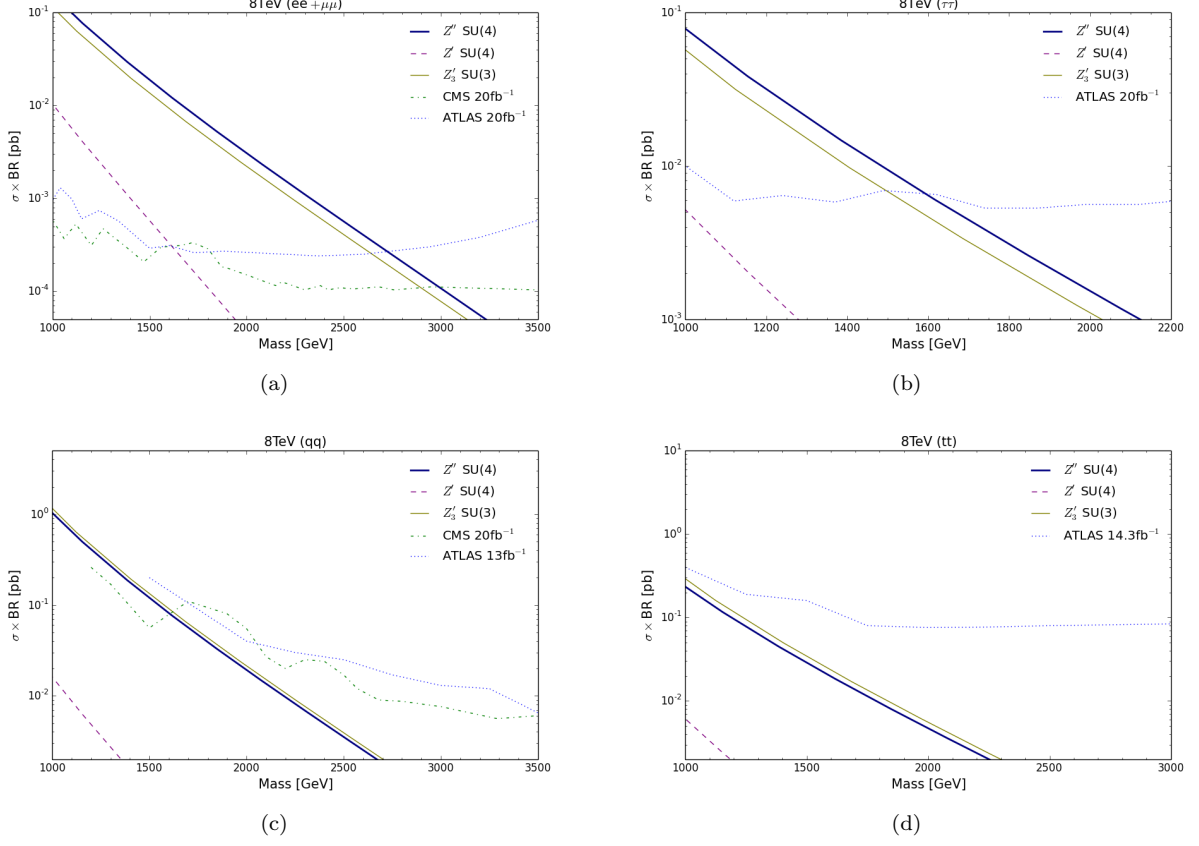 8TeV (ee+μμ)
10⁻¹
10⁻²
10⁻³
10⁻⁴
σ × BR [pb]
Z″ SU(4)
Z′ SU(4)
Z′₃ SU(3)
CMS 20fb⁻¹
ATLAS 20fb⁻¹
1000 1500 2000 2500 3000 3500
Mass [GeV]
(a)
8TeV (ττ)
10⁻¹
10⁻²
10⁻³
σ × BR [pb]
Z″ SU(4)
Z′ SU(4)
Z′₃ SU(3)
ATLAS 20fb⁻¹
1000 1200 1400 1600 1800 2000 2200
Mass [GeV]
(b)
8TeV (qq)
10⁰
10⁻¹
10⁻²
σ × BR [pb]
Z″ SU(4)
Z′ SU(4)
Z′₃ SU(3)
CMS 20fb⁻¹
ATLAS 13fb⁻¹
1000 1500 2000 2500 3000 3500
Mass [GeV]
(c)
8TeV (tt)
10¹
10⁰
10⁻¹
10⁻²
σ × BR [pb]
Z″ SU(4)
Z′ SU(4)
Z′₃ SU(3)
ATLAS 14.3fb⁻¹
1000 1500 2000 2500 3000
Mass [GeV]
(d)